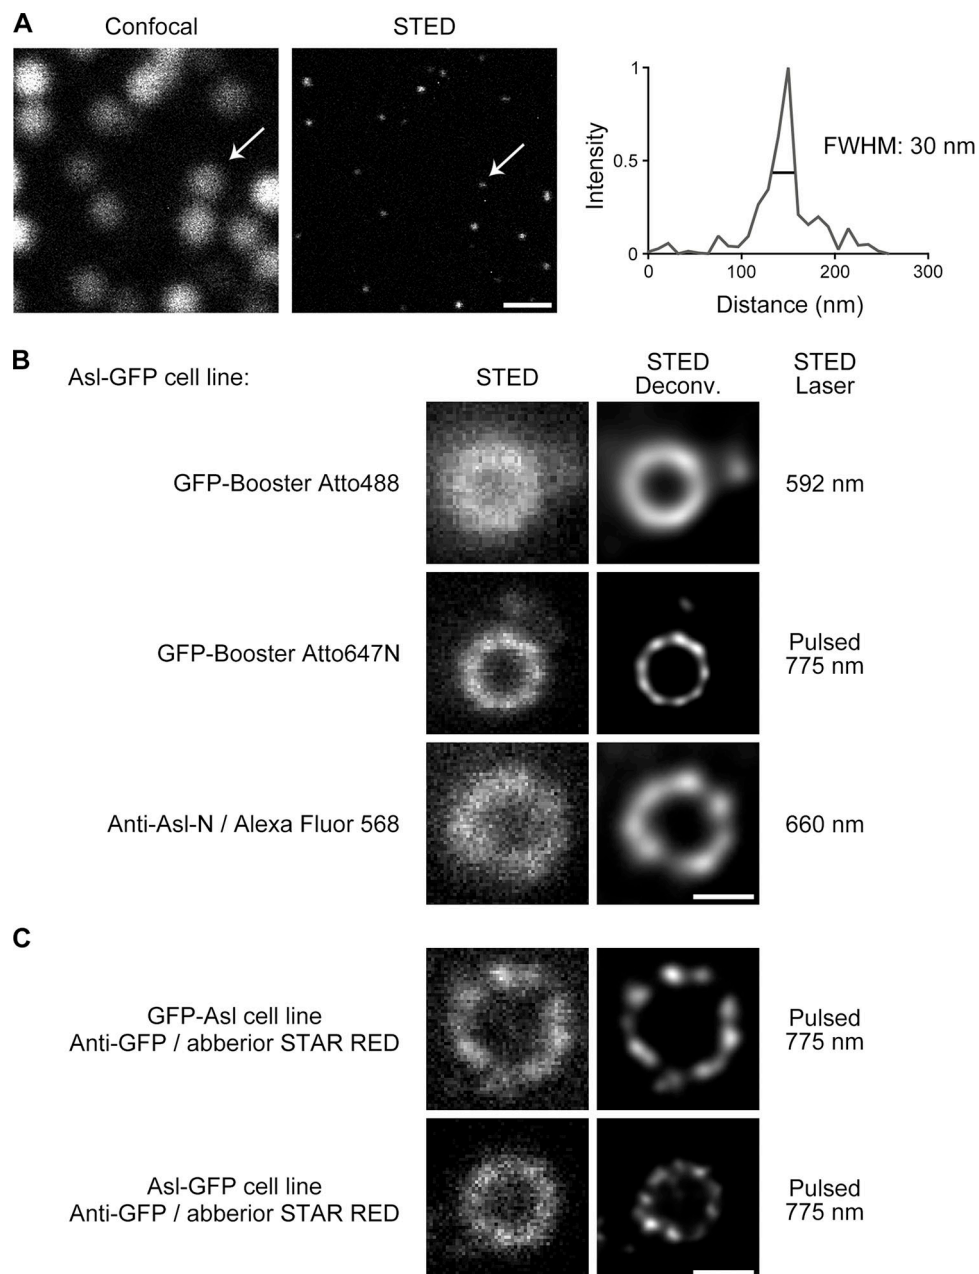 A
Confocal
STED
1
0.5
0
Intensity
FWHM: 30 nm
0
100
200
300
Distance (nm)
B
Asl-GFP cell line:
STED
STED
Deconv.
STED
Laser
GFP-Booster Atto488
592 nm
GFP-Booster Atto647N
Pulsed
775 nm
Anti-Asl-N / Alexa Fluor 568
660 nm
C
GFP-Asl cell line
Anti-GFP / abberior STAR RED
Pulsed
775 nm
Asl-GFP cell line
Anti-GFP / abberior STAR RED
Pulsed
775 nm